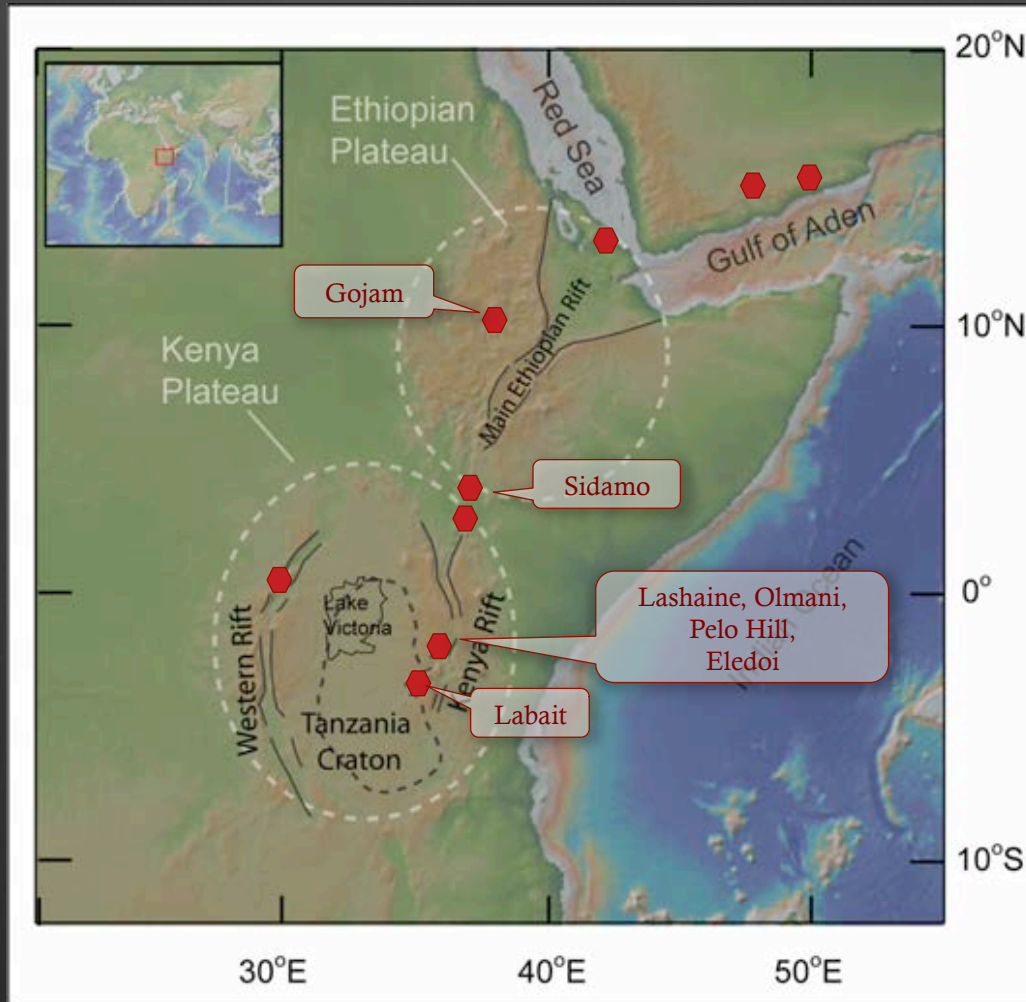 20°N
Ethiopian
Plateau
Red Sea
Gulf of Aden
Gojam
10°N
Main Ethiopian Rift
Kenya
Plateau
Sidamo
Indian Ocean
0°
Lake
Victoria
Lashaine, Olmani,
Pelo Hill,
Eledoi
Western Rift
Kenya Rift
Labait
Tanzania
Craton
10°S
30°E
40°E
50°E